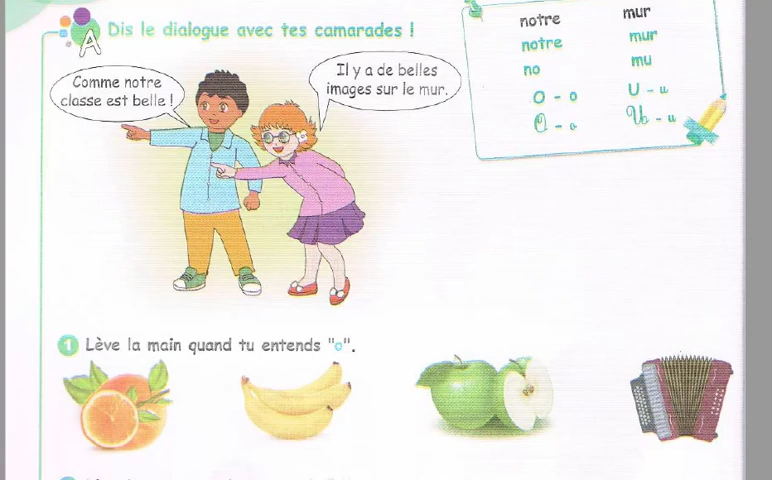 A Dis le dialogue avec tes camarades !
Comme notre
classe est belle !
Il y a de belles
images sur le mur.
notre mur
notre mur
no mu
O - o U - u
O - o U - u
1 Lève la main quand tu entends "o".